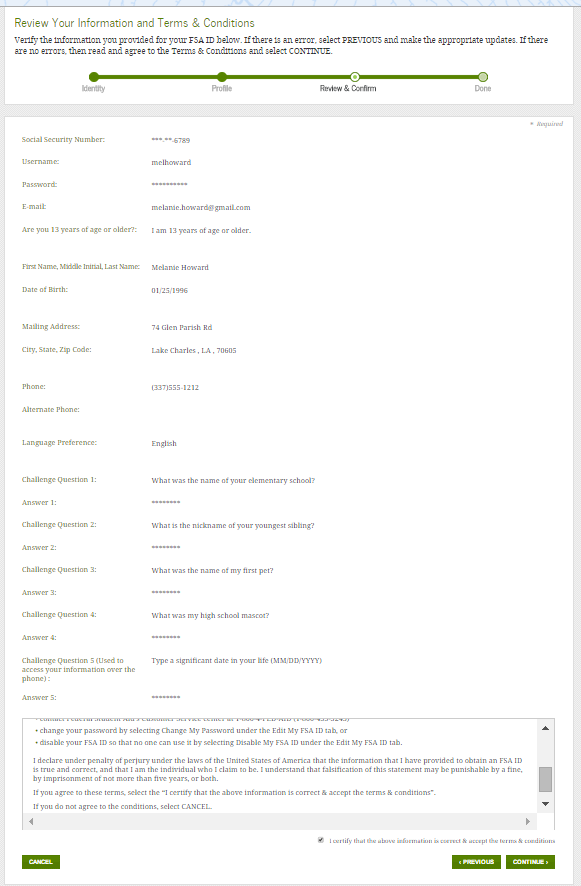 Review Your Information and Terms & Conditions
Verify the information you provided for your FSA ID below. If there is an error, select PREVIOUS and make the appropriate updates. If there
are no errors, then read and agree to the Terms & Conditions and select CONTINUE.
Identity Profile Review & Confirm Done
* Required
Social Security Number: ***-**-6789
Username: melhoward
Password: **********
E-mail: melanie.howard@gmail.com
Are you 13 years of age or older?: I am 13 years of age or older.
First Name, Middle Initial, Last Name: Melanie Howard
Date of Birth: 01/25/1996
Mailing Address: 74 Glen Parish Rd
City, State, Zip Code: Lake Charles , LA , 70605
Phone: (337)555-1212
Alternate Phone:
Language Preference: English
Challenge Question 1: What was the name of your elementary school?
Answer 1: ********
Challenge Question 2: What is the nickname of your youngest sibling?
Answer 2: ********
Challenge Question 3: What was the name of my first pet?
Answer 3: ********
Challenge Question 4: What was my high school mascot?
Answer 4: ********
Challenge Question 5 (Used to Type a significant date in your life (MM/DD/YYYY)
access your information over the
phone) :
Answer 5: ********
• contact Federal Student Aid's Customer Service Center at 1-800-4-FED-AID (1-800-433-3243)
• change your password by selecting Change My Password under the Edit My FSA ID tab, or
• disable your FSA ID so that no one can use it by selecting Disable My FSA ID under the Edit My FSA ID tab.
I declare under penalty of perjury under the laws of the United States of America that the information that I have provided to obtain an FSA ID
is true and correct, and that I am the individual who I claim to be. I understand that falsification of this statement may be punishable by a fine,
by imprisonment of not more than five years, or both.
If you agree to these terms, select the "I certify that the above information is correct & accept the terms & conditions".
If you do not agree to the conditions, select CANCEL.
I certify that the above information is correct & accept the terms & conditions
CANCEL ‹ PREVIOUS CONTINUE ›